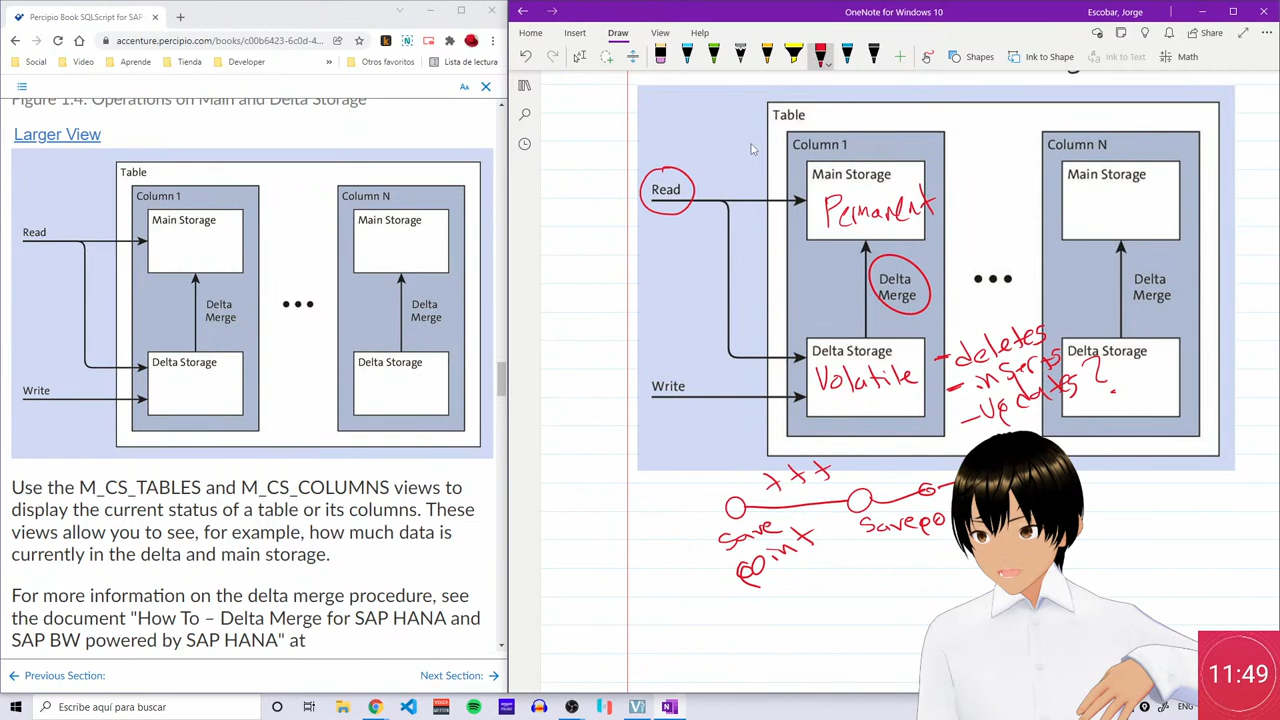 Percipio Book SQLScript for SAP
accenture.percipio.com/books/c00b6423-6c0d-4...
Social
Video
Aprende
Tienda
Developer
»
Otros favoritos
Lista de lectura
Figure 1.4: Operations on Main and Delta Storage
Larger View
Table
Column 1
Column N
Main Storage
Main Storage
Read
Delta
Merge
Delta
Merge
Delta Storage
Delta Storage
Write
Use the M_CS_TABLES and M_CS_COLUMNS views to
display the current status of a table or its columns. These
views allow you to see, for example, how much data is
currently in the delta and main storage.
For more information on the delta merge procedure, see
the document "How To – Delta Merge for SAP HANA and
SAP BW powered by SAP HANA" at
Previous Section:
Next Section:
OneNote for Windows 10
Escobar, Jorge
Home
Insert
Draw
View
Help
Share
Shapes
Ink to Shape
Ink to Text
Math
Table
Column 1
Column N
Main Storage
Permanent
Main Storage
Read
Delta
Merge
Delta
Merge
Delta Storage
Volatile
Delta Storage
Write
- deletes
- inserts
- updates?
Save
point
Savepo
11:49
Escribe aquí para buscar
ENG